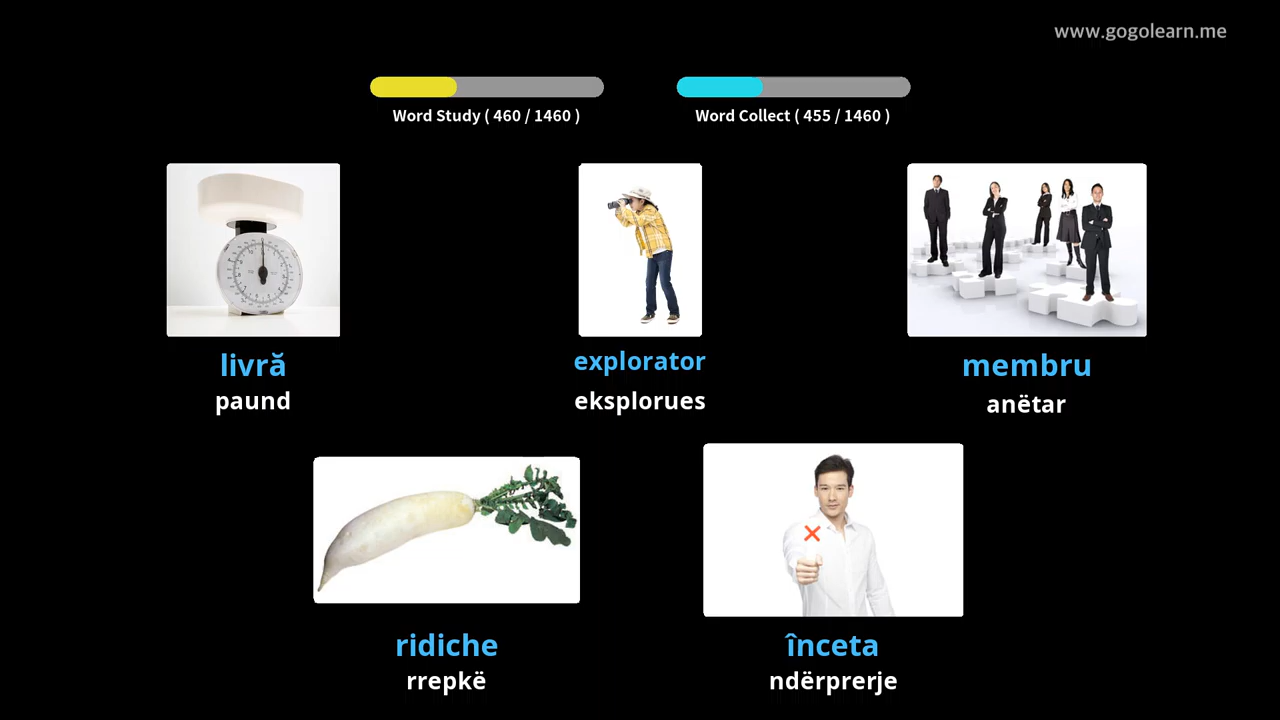 www.gogolearn.me
Word Study ( 460 / 1460 )
Word Collect ( 455 / 1460 )
livră
paund
explorator
eksplorues
membru
anëtar
ridiche
rrepkë
înceta
ndërprerje